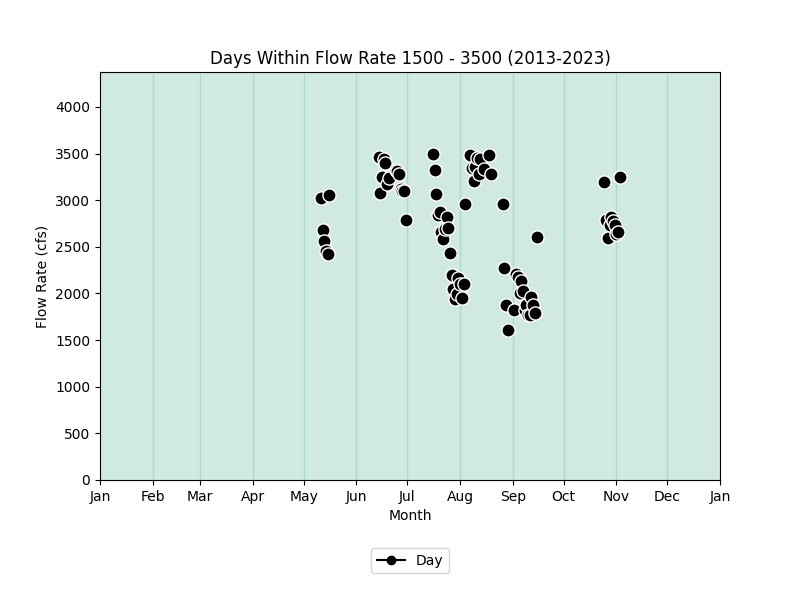 Days Within Flow Rate 1500 - 3500 (2013-2023)
4000
3500
3000
2500
2000
1500
1000
500
0
Flow Rate (cfs)
Jan Feb Mar Apr May Jun Jul Aug Sep Oct Nov Dec Jan
Month
Day